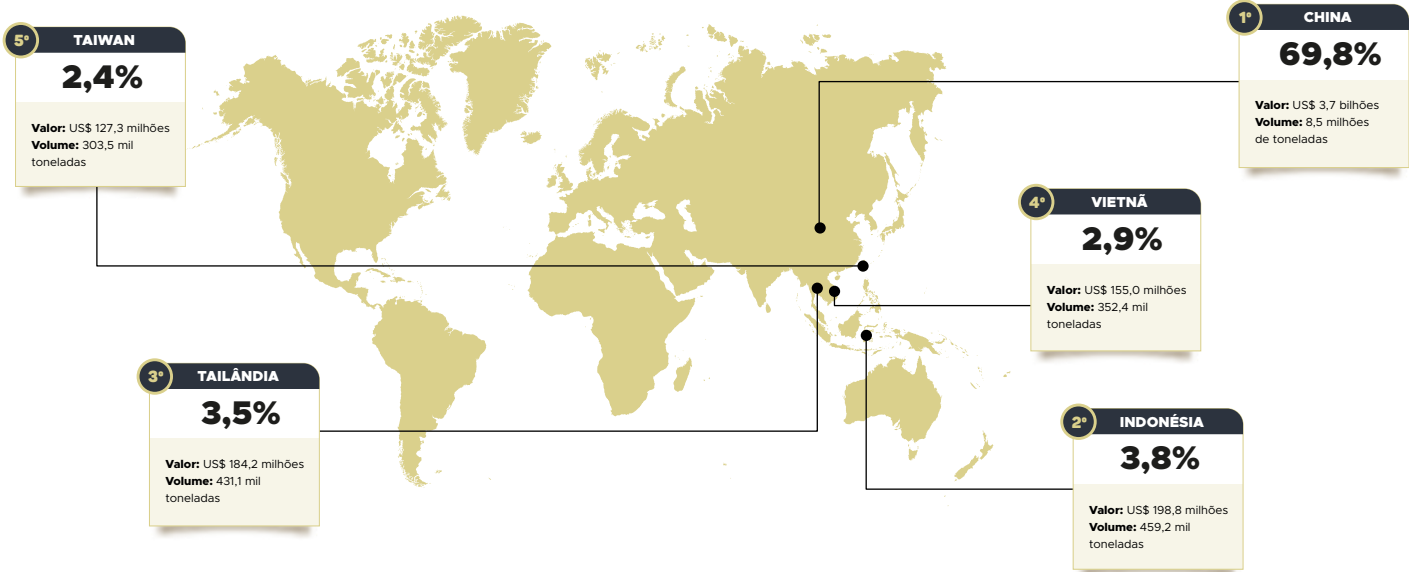 5º
TAIWAN
2,4%
Valor: US$ 127,3 milhões
Volume: 303,5 mil
toneladas
1º
CHINA
69,8%
Valor: US$ 3,7 bilhões
Volume: 8,5 milhões
de toneladas
4º
VIETNÃ
2,9%
Valor: US$ 155,0 milhões
Volume: 352,4 mil
toneladas
3º
TAILÂNDIA
3,5%
Valor: US$ 184,2 milhões
Volume: 431,1 mil
toneladas
2º
INDONÉSIA
3,8%
Valor: US$ 198,8 milhões
Volume: 459,2 mil
toneladas